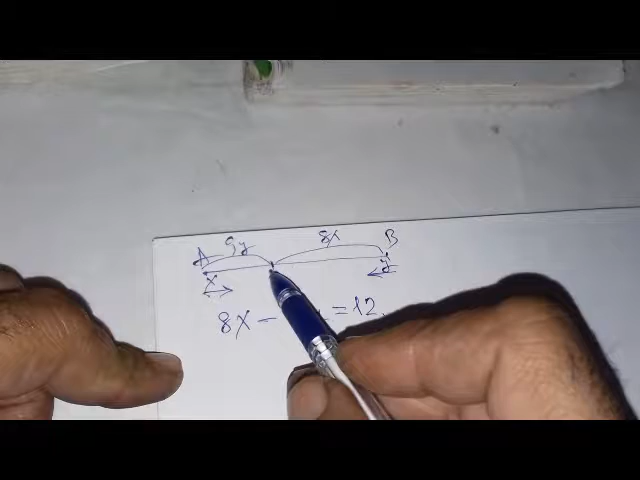 A 9y 8x B
x y
8x - = 12.